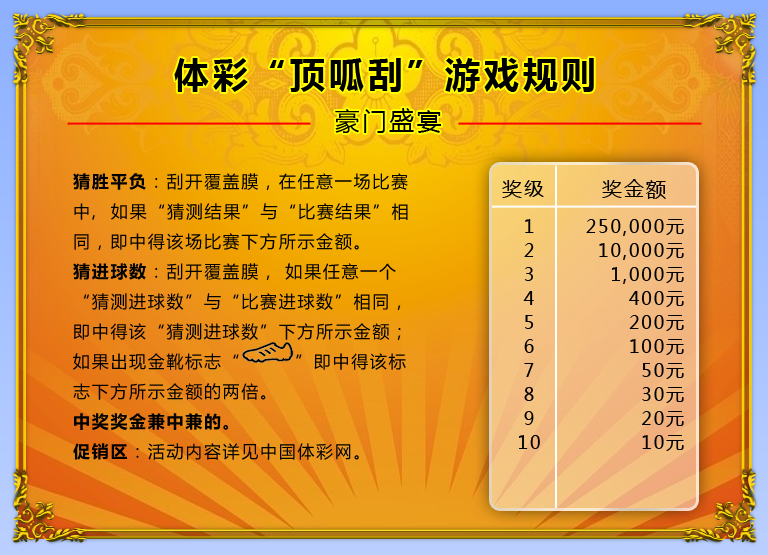 体彩“顶呱刮”游戏规则
豪门盛宴
猜胜平负：刮开覆盖膜，在任意一场比赛
中，如果“猜测结果”与“比赛结果”相
同，即中得该场比赛下方所示金额。
猜进球数：刮开覆盖膜，如果任意一个
“猜测进球数”与“比赛进球数”相同，
即中得该“猜测进球数”下方所示金额；
如果出现金靴标志“ ”即中得该标
志下方所示金额的两倍。
中奖奖金兼中兼的。
促销区：活动内容详见中国体彩网。
奖级 奖金额
1 250,000元
2 10,000元
3 1,000元
4 400元
5 200元
6 100元
7 50元
8 30元
9 20元
10 10元